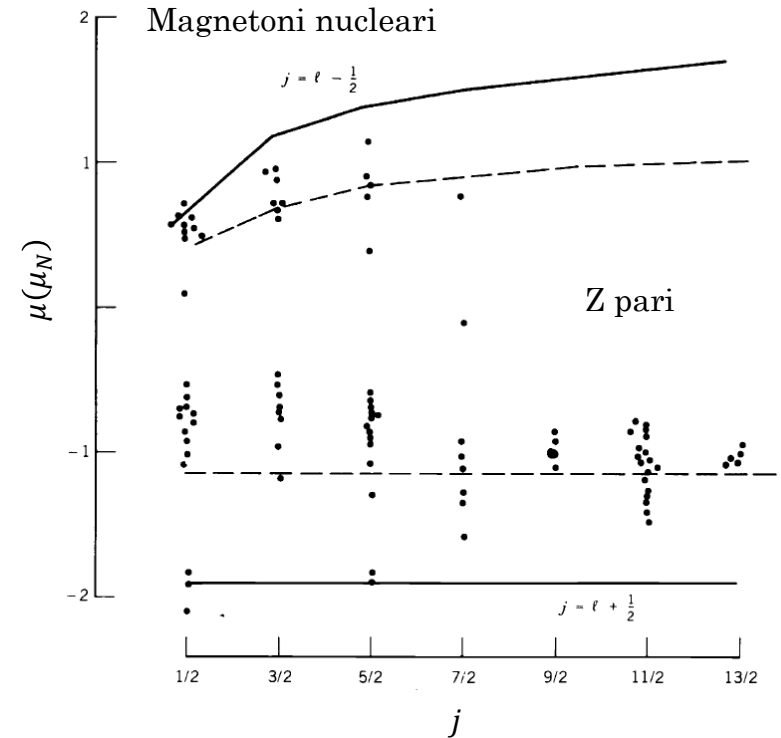 Magnetoni nucleari
2
j = ℓ - 1/2
1
μ(μN)
Z pari
-1
-2
j = ℓ + 1/2
1/2 3/2 5/2 7/2 9/2 11/2 13/2
j